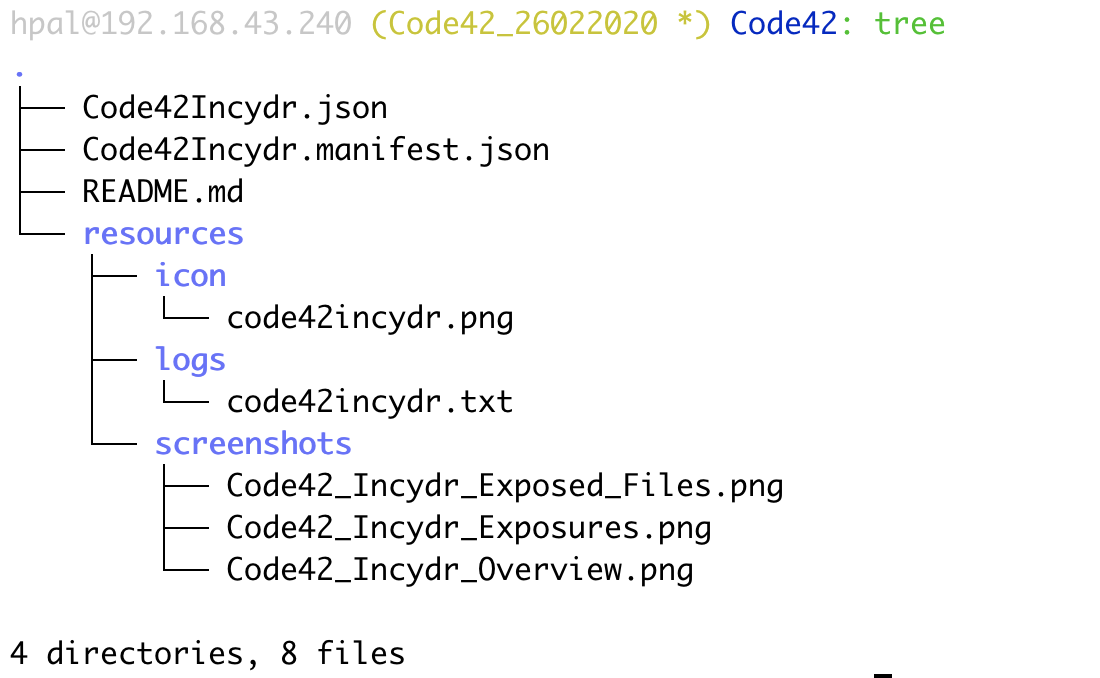 hpal@192.168.43.240 (Code42_26022020 *) Code42: tree
.
├── Code42Incydr.json
├── Code42Incydr.manifest.json
├── README.md
└── resources
    ├── icon
    │   └── code42incydr.png
    ├── logs
    │   └── code42incydr.txt
    └── screenshots
        ├── Code42_Incydr_Exposed_Files.png
        ├── Code42_Incydr_Exposures.png
        └── Code42_Incydr_Overview.png
4 directories, 8 files